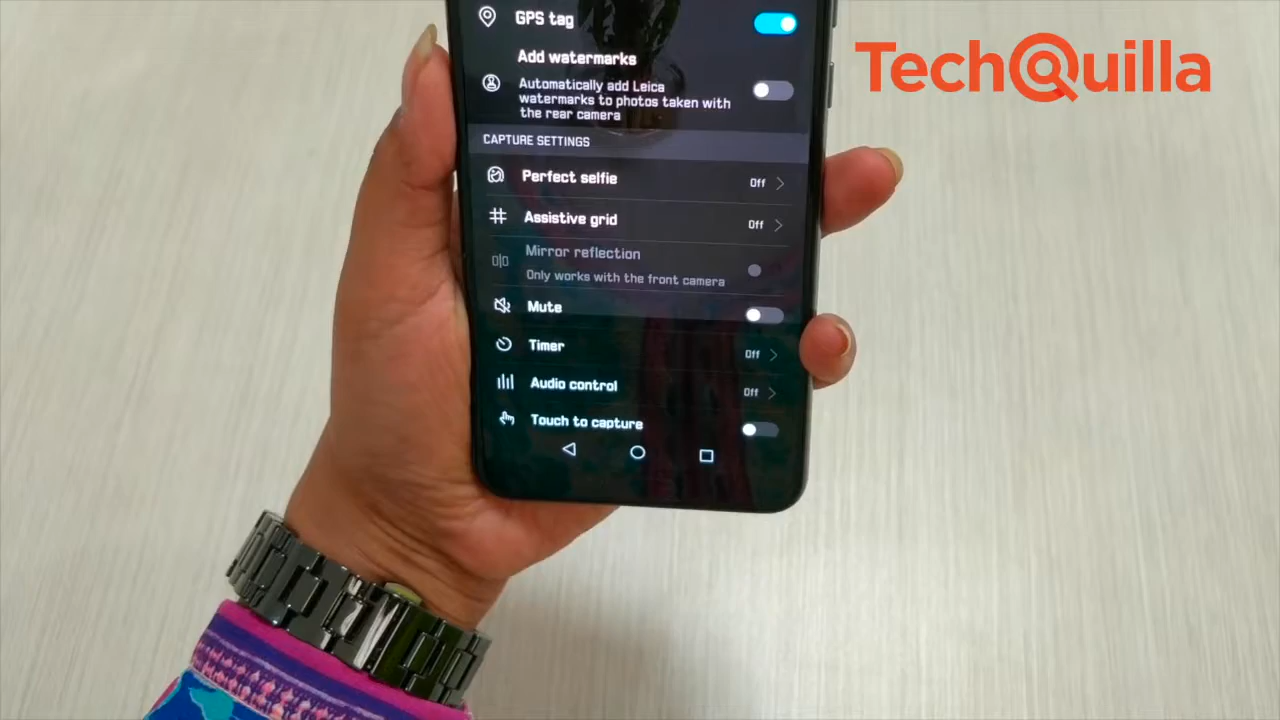 GPS tag
TechQuilla
Add watermarks
Automatically add Leica
watermarks to photos taken with
the rear camera
CAPTURE SETTINGS
Perfect selfie Off
Assistive grid Off
Mirror reflection
Only works with the front camera
Mute
Timer Off
Audio control Off
Touch to capture